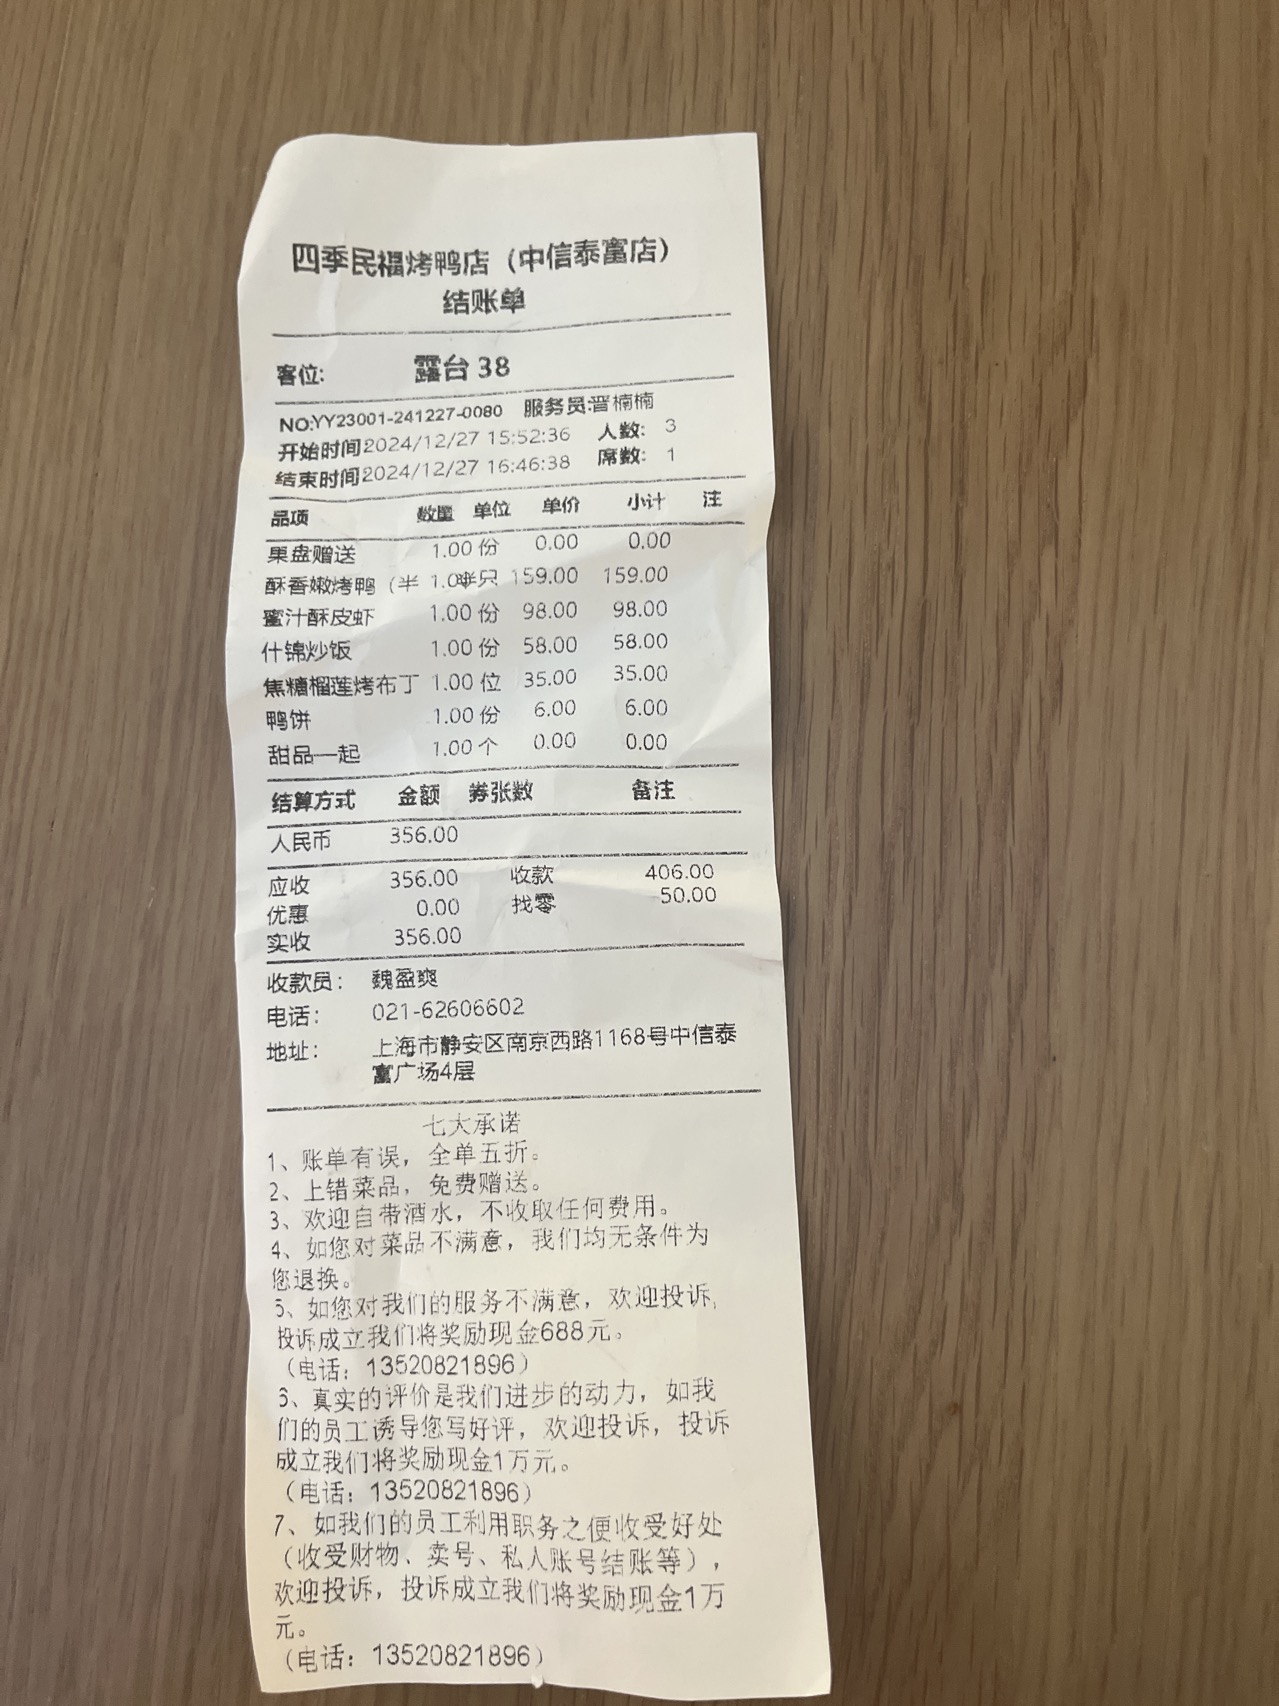 四季民福烤鸭店（中信泰富店）
结账单
客位: 露台 38
NO:YY23001-241227-0080 服务员:晋楠楠
开始时间2024/12/27 15:52:36 人数: 3
结束时间2024/12/27 16:46:38 席数: 1
品项 数量 单位 单价 小计 注
果盘赠送 1.00 份 0.00 0.00
酥香嫩烤鸭（半 1.00半只 159.00 159.00
蜜汁酥皮虾 1.00 份 98.00 98.00
什锦炒饭 1.00 份 58.00 58.00
焦糖榴莲烤布丁 1.00 位 35.00 35.00
鸭饼 1.00 份 6.00 6.00
甜品一起 1.00 个 0.00 0.00
结算方式 金额 券张数 备注
人民币 356.00
应收 356.00 收款 406.00
优惠 0.00 找零 -50.00
实收 356.00
收款员: 魏盈爽
电话: 021-62606602
地址: 上海市静安区南京西路1168号中信泰
富广场4层
七大承诺
1、账单有误，全单五折。
2、上错菜品，免费赠送。
3、欢迎自带酒水，不收取任何费用。
4、如您对菜品不满意，我们均无条件为
您退换。
5、如您对我们的服务不满意，欢迎投诉，
投诉成立我们将奖励现金688元。
（电话：13520821896）
6、真实的评价是我们进步的动力，如我
们的员工诱导您写好评，欢迎投诉，投诉
成立我们将奖励现金1万元。
（电话：13520821896）
7、如我们的员工利用职务之便收受好处
（收受财物、卖号、私人账号结账等），
欢迎投诉，投诉成立我们将奖励现金1万
元。
（电话：13520821896）